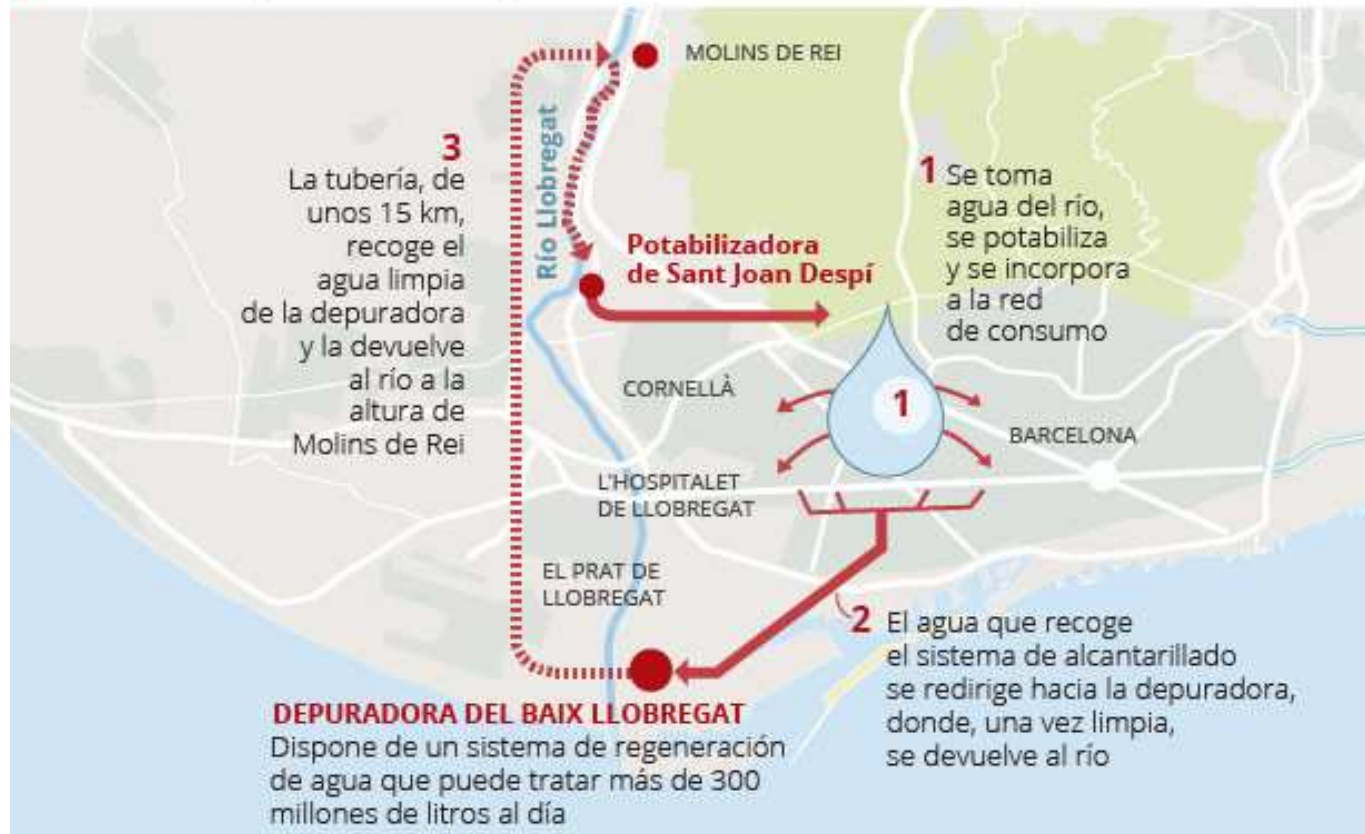 MOLINS DE REI
Río Llobregat
3
La tubería, de
unos 15 km,
recoge el
agua limpia
de la depuradora
y la devuelve
al río a la
altura de
Molins de Rei
1
Se toma
agua del río,
se potabiliza
y se incorpora
a la red
de consumo
Potabilizadora
de Sant Joan Despí
CORNELLÀ
1
BARCELONA
L'HOSPITALET
DE LLOBREGAT
EL PRAT DE
LLOBREGAT
2
El agua que recoge
el sistema de alcantarillado
se redirige hacia la depuradora,
donde, una vez limpia,
se devuelve al río
DEPURADORA DEL BAIX LLOBREGAT
Dispone de un sistema de regeneración
de agua que puede tratar más de 300
millones de litros al día